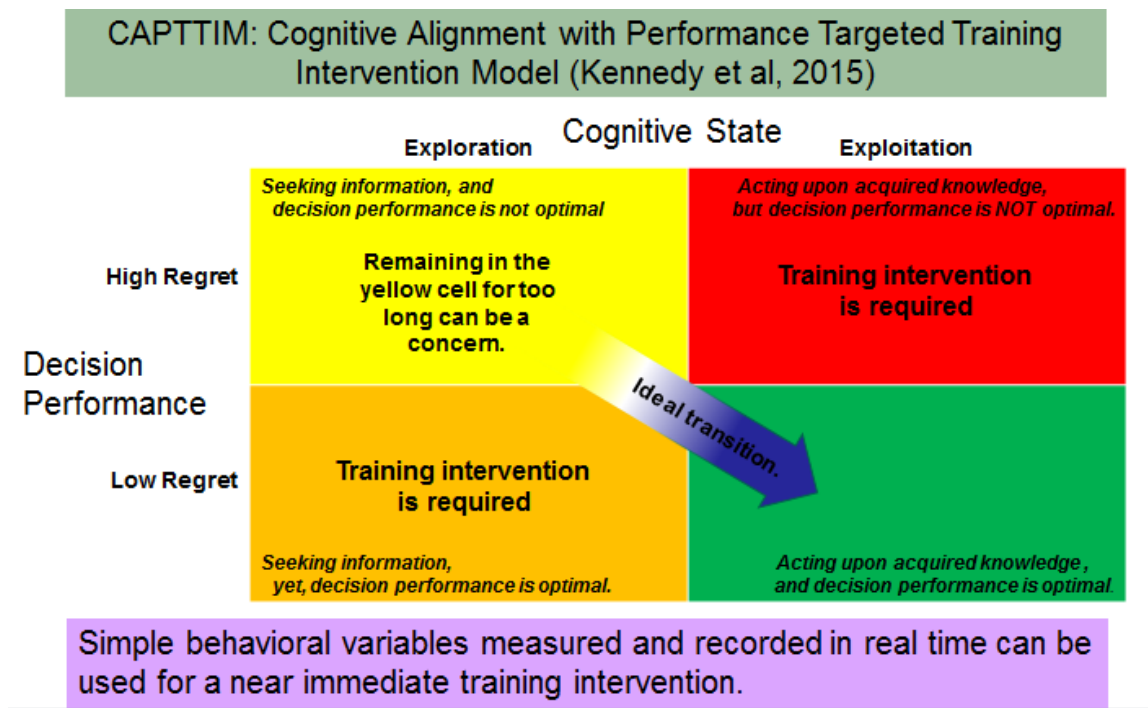 CAPTTIM: Cognitive Alignment with Performance Targeted Training
Intervention Model (Kennedy et al, 2015)
Cognitive State
Exploration
Exploitation
Seeking information, and
decision performance is not optimal
Acting upon acquired knowledge,
but decision performance is NOT optimal.
High Regret
Remaining in the
yellow cell for too
long can be a
concern.
Training intervention
is required
Decision
Performance
Ideal transition.
Low Regret
Training intervention
is required
Seeking information,
yet, decision performance is optimal.
Acting upon acquired knowledge,
and decision performance is optimal.
Simple behavioral variables measured and recorded in real time can be
used for a near immediate training intervention.